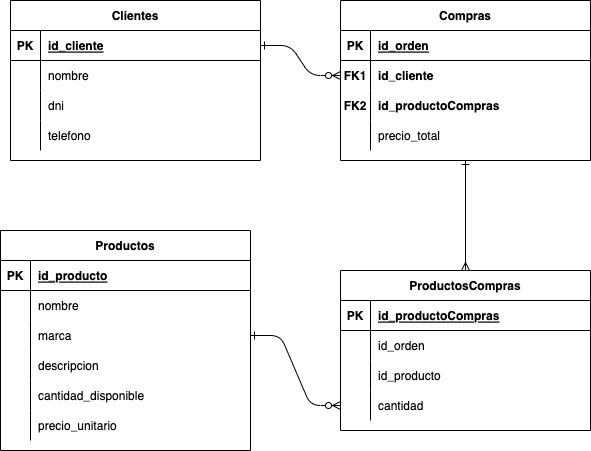 Clientes
PK id_cliente
nombre
dni
telefono
Compras
PK id_orden
FK1 id_cliente
FK2 id_productoCompras
precio_total
Productos
PK id_producto
nombre
marca
descripcion
cantidad_disponible
precio_unitario
ProductosCompras
PK id_productoCompras
id_orden
id_producto
cantidad